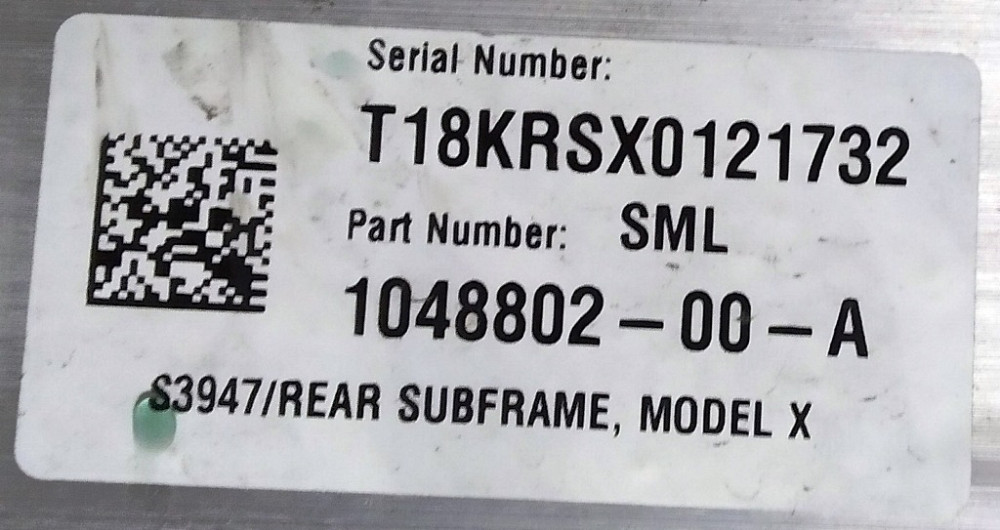 Serial Number:
T18KRSX0121732
Part Number: SML
1048802-00-A
S3947/REAR SUBFRAME, MODEL X